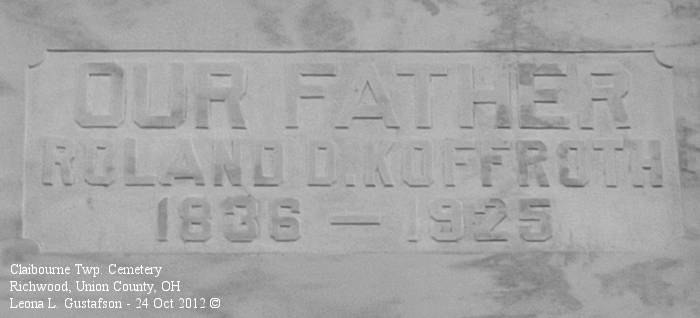 OUR FATHER
ROLAND D. KOFFROTH
1836 — 1925
Claibourne Twp. Cemetery
Richwood, Union County, OH
Leona L. Gustafson - 24 Oct 2012 ©